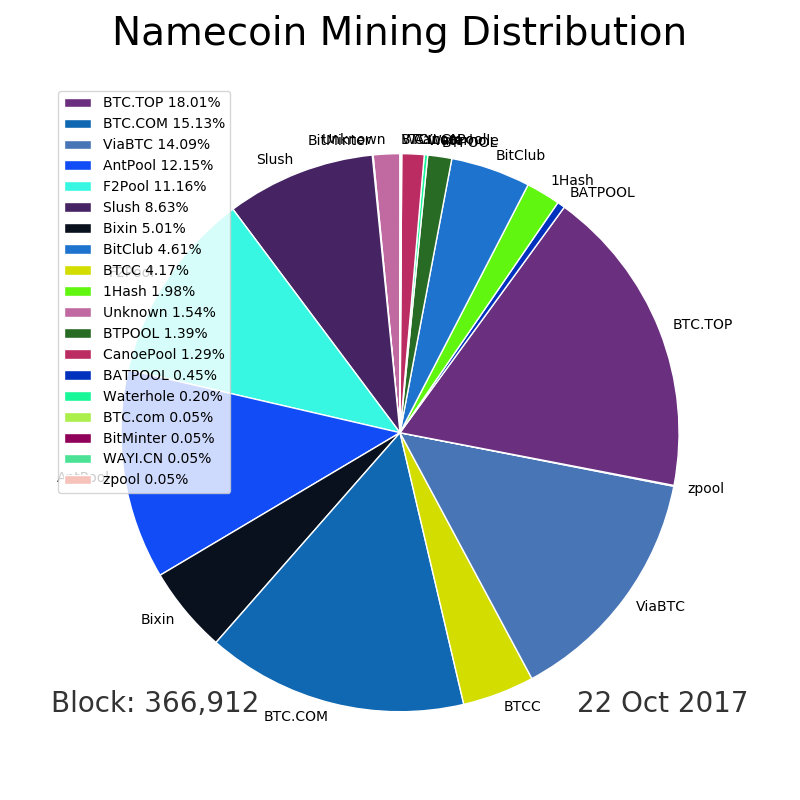 Namecoin Mining Distribution
BTC.TOP 18.01%
BTC.COM 15.13%
ViaBTC 14.09%
AntPool 12.15%
F2Pool 11.16%
Slush 8.63%
Bixin 5.01%
BitClub 4.61%
BTCC 4.17%
1Hash 1.98%
Unknown 1.54%
BTPOOL 1.39%
CanoePool 1.29%
BATPOOL 0.45%
Waterhole 0.20%
BTC.com 0.05%
BitMinter 0.05%
WAYI.CN 0.05%
zpool 0.05%
Slush
BitMinter
Unknown
BTPOOL
BitClub
1Hash
BATPOOL
BTC.TOP
zpool
ViaBTC
BTCC
BTC.COM
Bixin
AntPool
Block: 366,912
22 Oct 2017